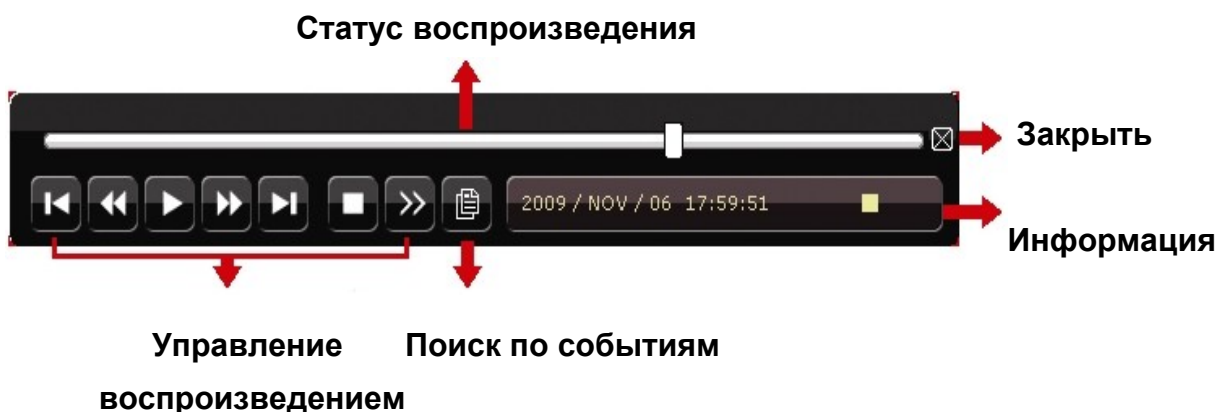 Статус воспроизведения
Закрыть
2009 / NOV / 06 17:59:51
Информация
Управление
воспроизведением
Поиск по событиям